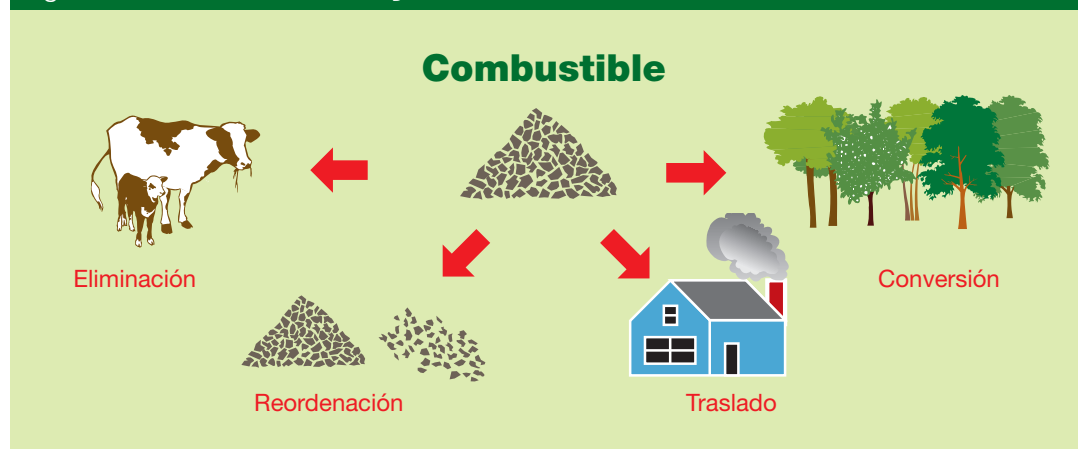 Combustible
Eliminación
Conversión
Reordenación
Traslado